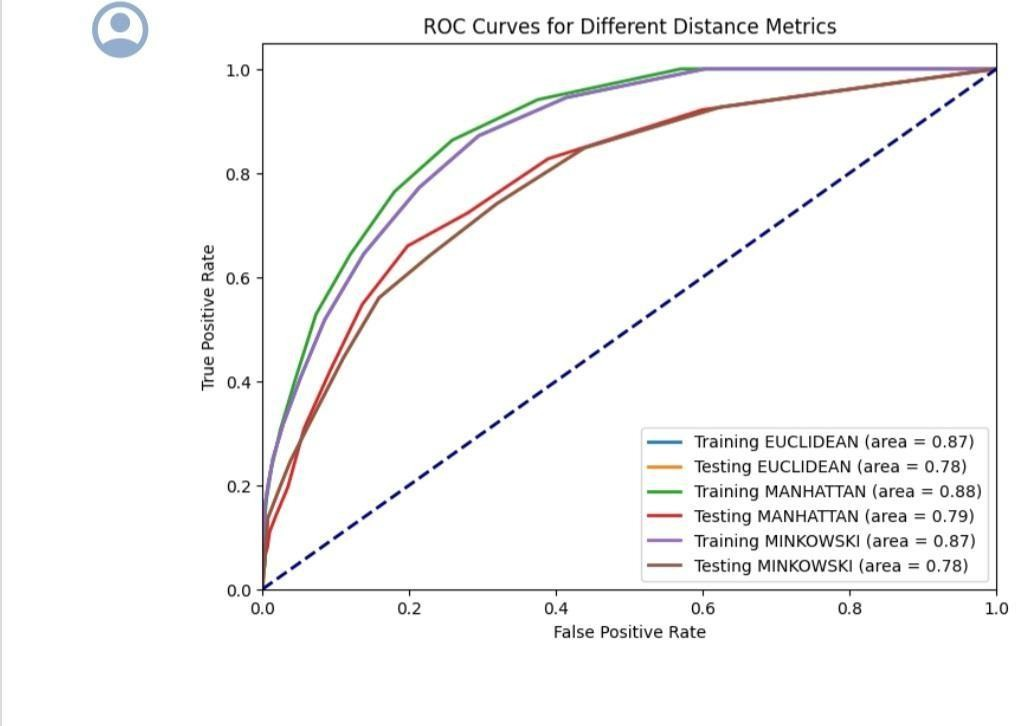 ROC Curves for Different Distance Metrics
True Positive Rate
1.0
0.8
0.6
0.4
0.2
0.0
0.0 0.2 0.4 0.6 0.8 1.0
False Positive Rate
Training EUCLIDEAN (area = 0.87)
Testing EUCLIDEAN (area = 0.78)
Training MANHATTAN (area = 0.88)
Testing MANHATTAN (area = 0.79)
Training MINKOWSKI (area = 0.87)
Testing MINKOWSKI (area = 0.78)